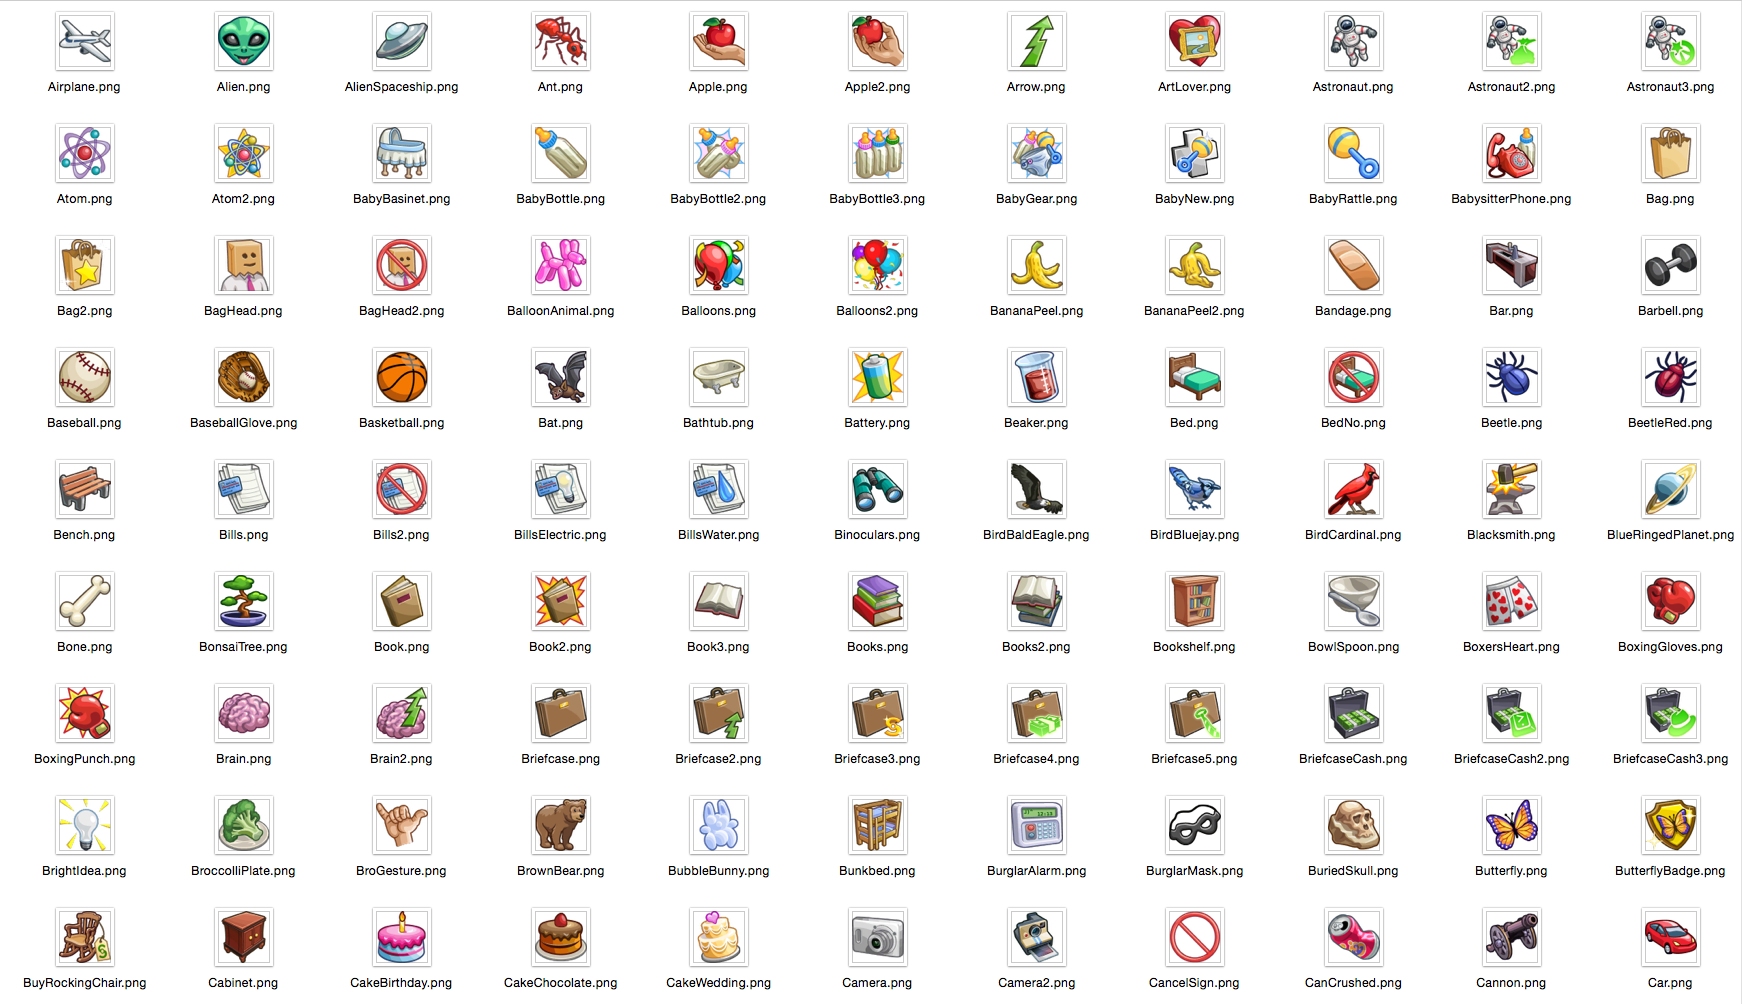 Airplane.png
Alien.png
AlienSpaceship.png
Ant.png
Apple.png
Apple2.png
Arrow.png
ArtLover.png
Astronaut.png
Astronaut2.png
Astronaut3.png
Atom.png
Atom2.png
BabyBasinet.png
BabyBottle.png
BabyBottle2.png
BabyBottle3.png
BabyGear.png
BabyNew.png
BabyRattle.png
BabysitterPhone.png
Bag.png
Bag2.png
BagHead.png
BagHead2.png
BalloonAnimal.png
Balloons.png
Balloons2.png
BananaPeel.png
BananaPeel2.png
Bandage.png
Bar.png
Barbell.png
Baseball.png
BaseballGlove.png
Basketball.png
Bat.png
Bathtub.png
Battery.png
Beaker.png
Bed.png
BedNo.png
Beetle.png
BeetleRed.png
Bench.png
Bills.png
Bills2.png
BillsElectric.png
BillsWater.png
Binoculars.png
BirdBaldEagle.png
BirdBluejay.png
BirdCardinal.png
Blacksmith.png
BlueRingedPlanet.png
Bone.png
BonsaiTree.png
Book.png
Book2.png
Book3.png
Books.png
Books2.png
Bookshelf.png
BowlSpoon.png
BoxersHeart.png
BoxingGloves.png
BoxingPunch.png
Brain.png
Brain2.png
Briefcase.png
Briefcase2.png
Briefcase3.png
Briefcase4.png
Briefcase5.png
BriefcaseCash.png
BriefcaseCash2.png
BriefcaseCash3.png
BrightIdea.png
BroccolliPlate.png
BroGesture.png
BrownBear.png
BubbleBunny.png
Bunkbed.png
BurglarAlarm.png
BurglarMask.png
BuriedSkull.png
Butterfly.png
ButterflyBadge.png
BuyRockingChair.png
Cabinet.png
CakeBirthday.png
CakeChocolate.png
CakeWedding.png
Camera.png
Camera2.png
CancelSign.png
CanCrushed.png
Cannon.png
Car.png